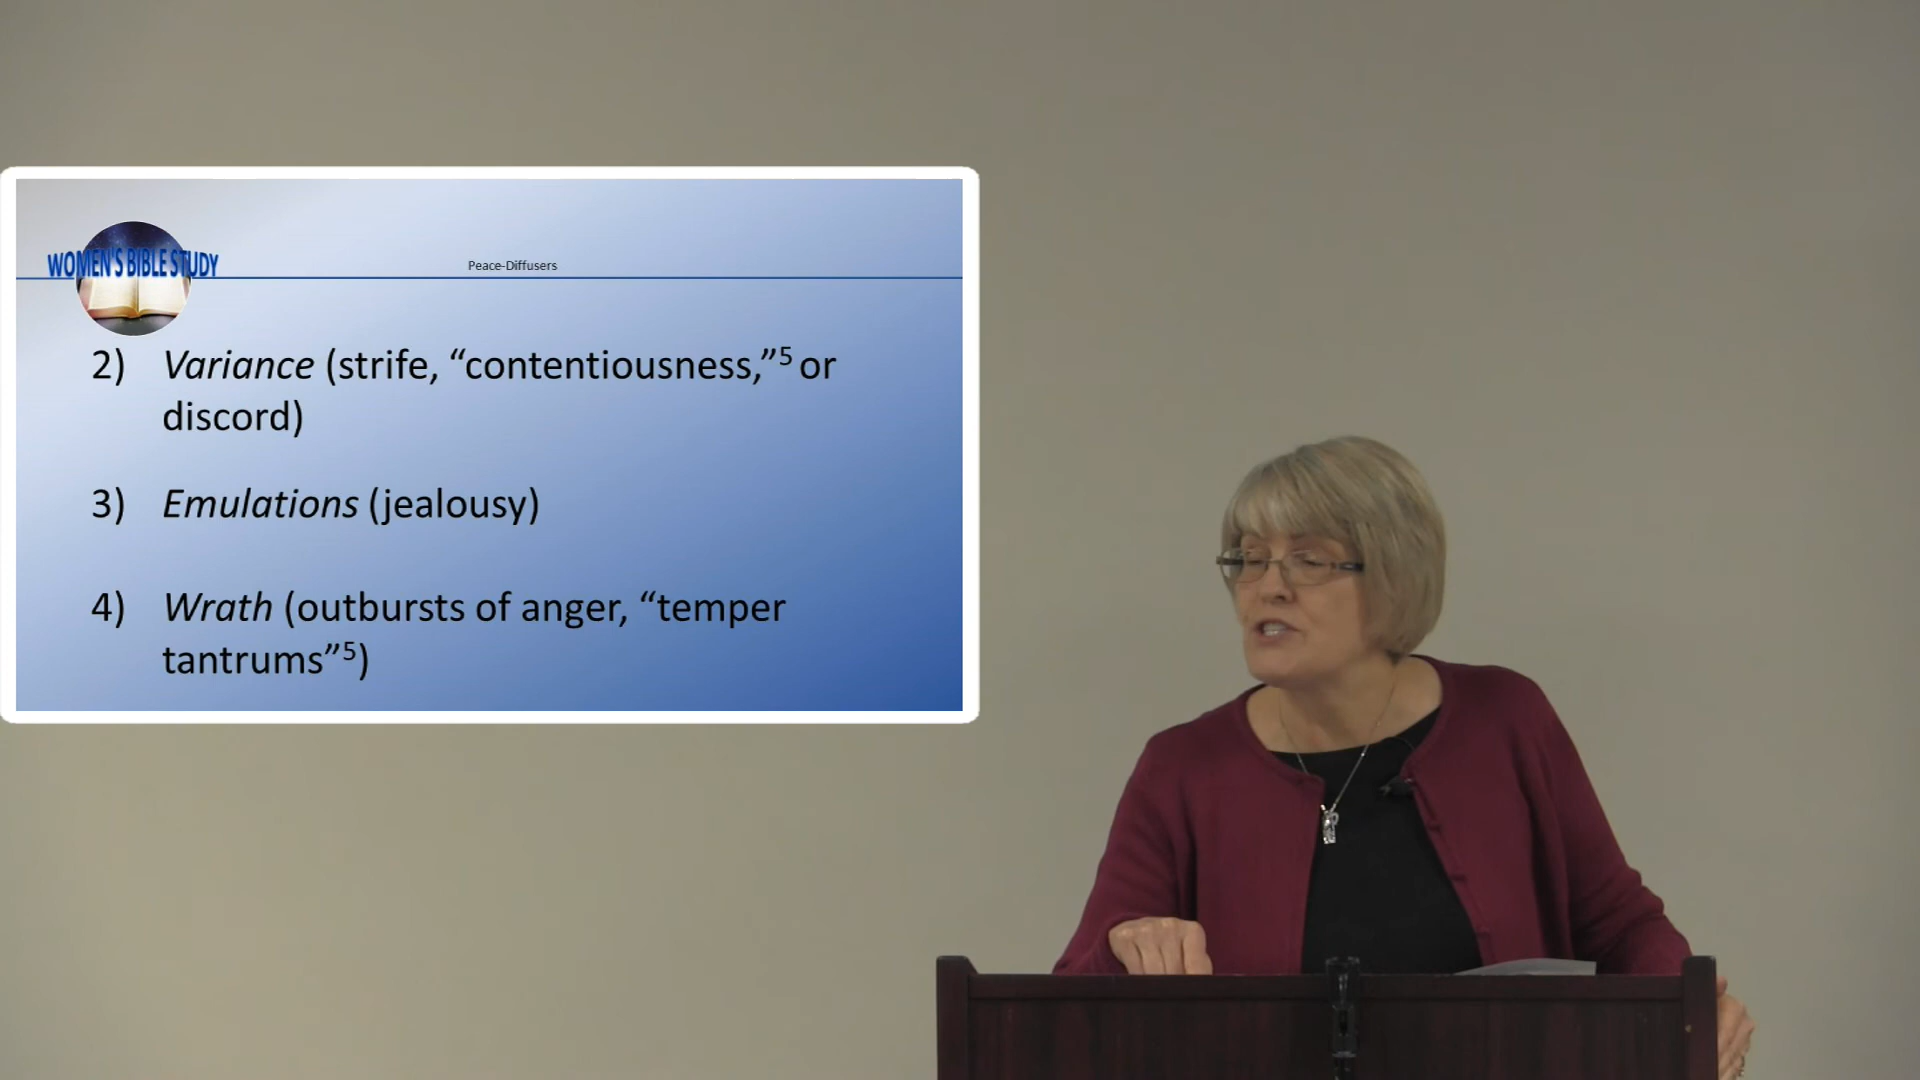 WOMEN'S BIBLE STUDY
Peace-Diffusers
2) Variance (strife, “contentiousness,”5 or
discord)
3) Emulations (jealousy)
4) Wrath (outbursts of anger, “temper
tantrums”5)